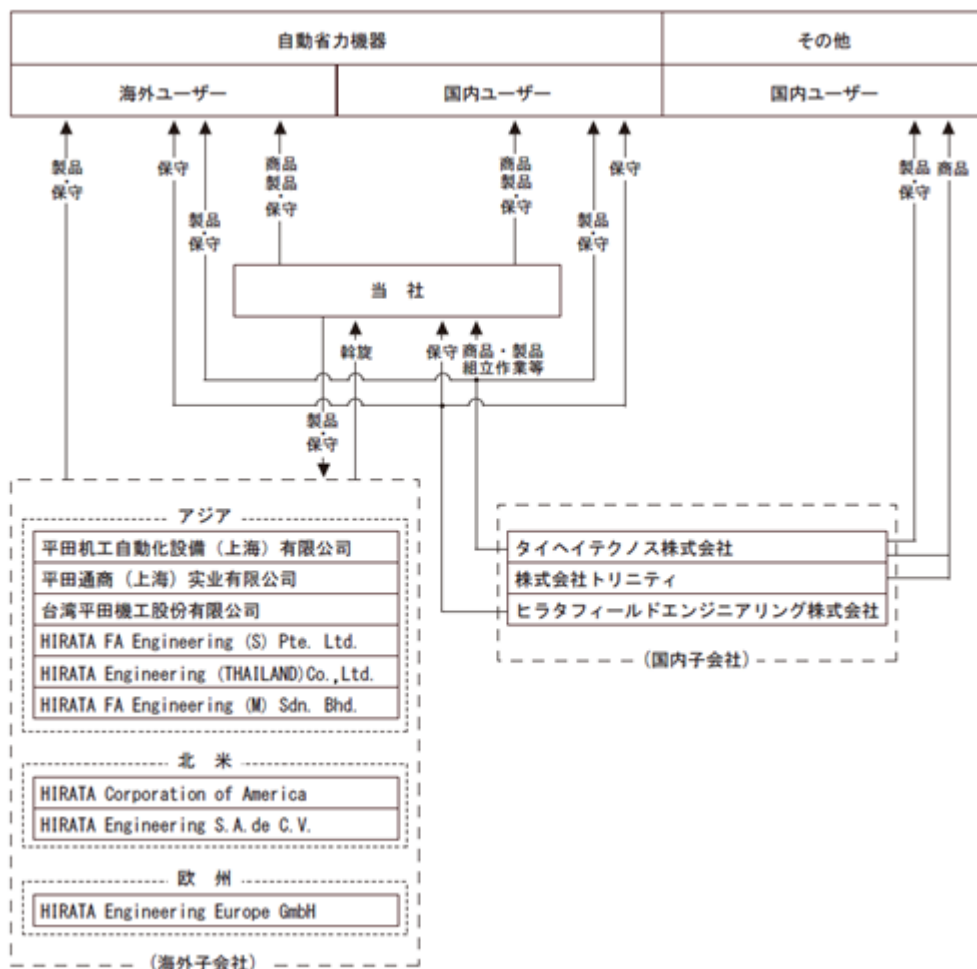 自動省力機器
その他
海外ユーザー
国内ユーザー
国内ユーザー
製品・保守
保守
製品・保守
商品・製品・保守
商品・製品・保守
製品・保守
保守
製品・保守
商品
当 社
斡旋
保守
商品・製品
組立作業等
製品・保守
アジア
平田机工自動化設備（上海）有限公司
平田通商（上海）实业有限公司
台湾平田機工股份有限公司
HIRATA FA Engineering (S) Pte. Ltd.
HIRATA Engineering (THAILAND)Co.,Ltd.
HIRATA FA Engineering (M) Sdn. Bhd.
北 米
HIRATA Corporation of America
HIRATA Engineering S.A.de C.V.
欧 州
HIRATA Engineering Europe GmbH
(海外子会社)
タイヘイテクノス株式会社
株式会社トリニティ
ヒラタフィールドエンジニアリング株式会社
(国内子会社)